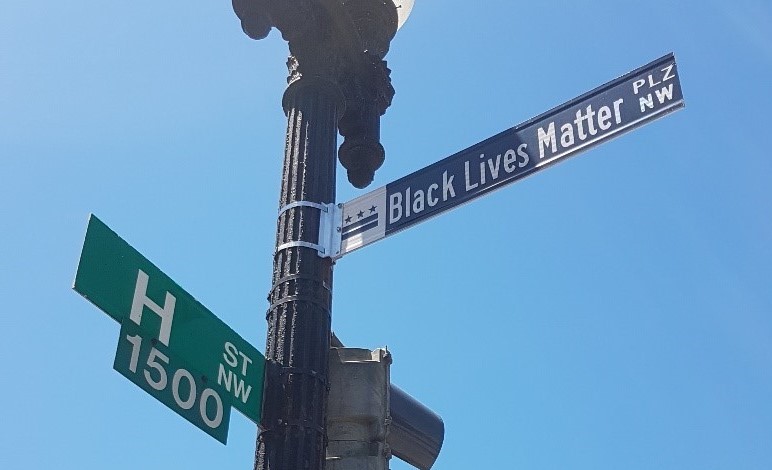 Black Lives Matter PLZ NW
H ST NW
1500